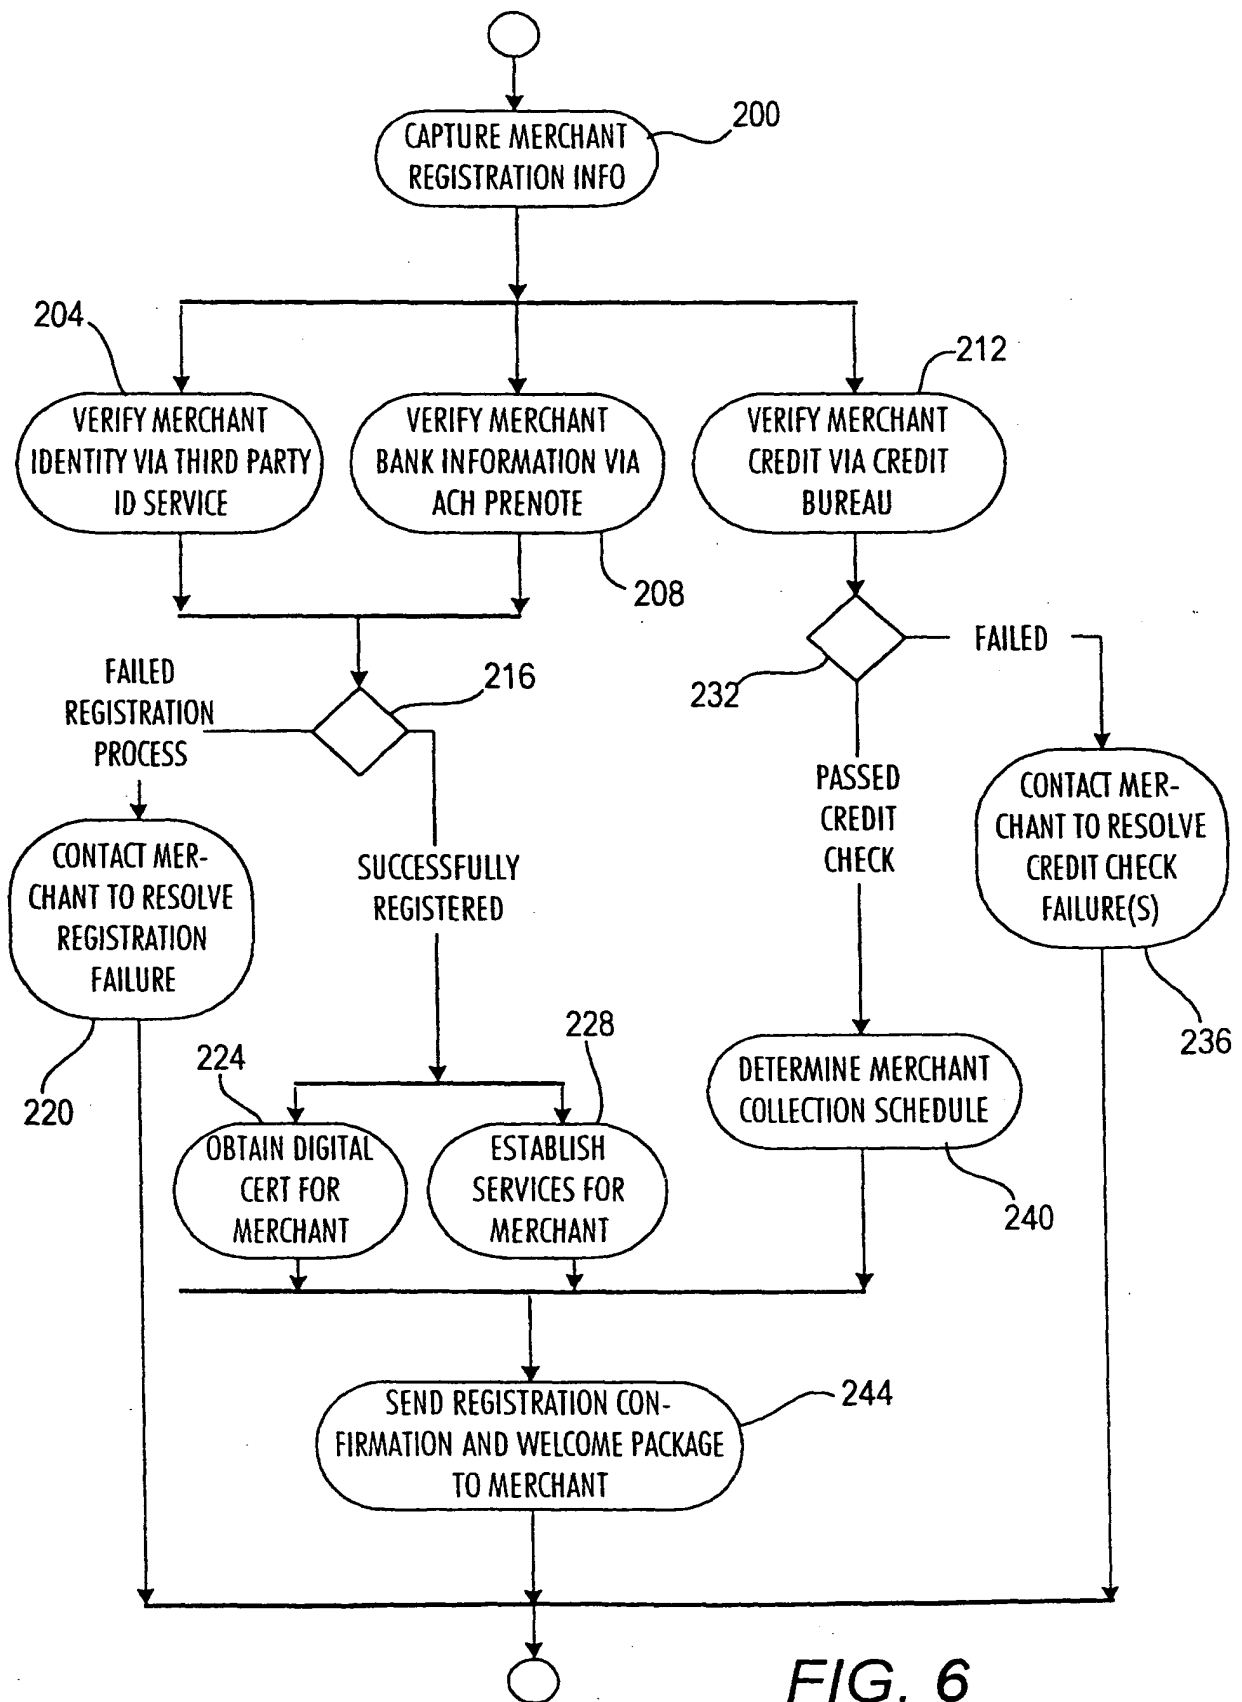 CAPTURE MERCHANT
REGISTRATION INFO
200
204
212
VERIFY MERCHANT
IDENTITY VIA THIRD PARTY
ID SERVICE
VERIFY MERCHANT
BANK INFORMATION VIA
ACH PRENOTE
VERIFY MERCHANT
CREDIT VIA CREDIT
BUREAU
208
FAILED
REGISTRATION
PROCESS
216
232
FAILED
PASSED
CREDIT
CHECK
CONTACT MER-
CHANT TO RESOLVE
CREDIT CHECK
FAILURE(S)
CONTACT MER-
CHANT TO RESOLVE
REGISTRATION
FAILURE
SUCCESSFULLY
REGISTERED
220
224
228
236
OBTAIN DIGITAL
CERT FOR
MERCHANT
ESTABLISH
SERVICES FOR
MERCHANT
DETERMINE MERCHANT
COLLECTION SCHEDULE
240
SEND REGISTRATION CON-
FIRMATION AND WELCOME PACKAGE
TO MERCHANT
244
FIG. 6